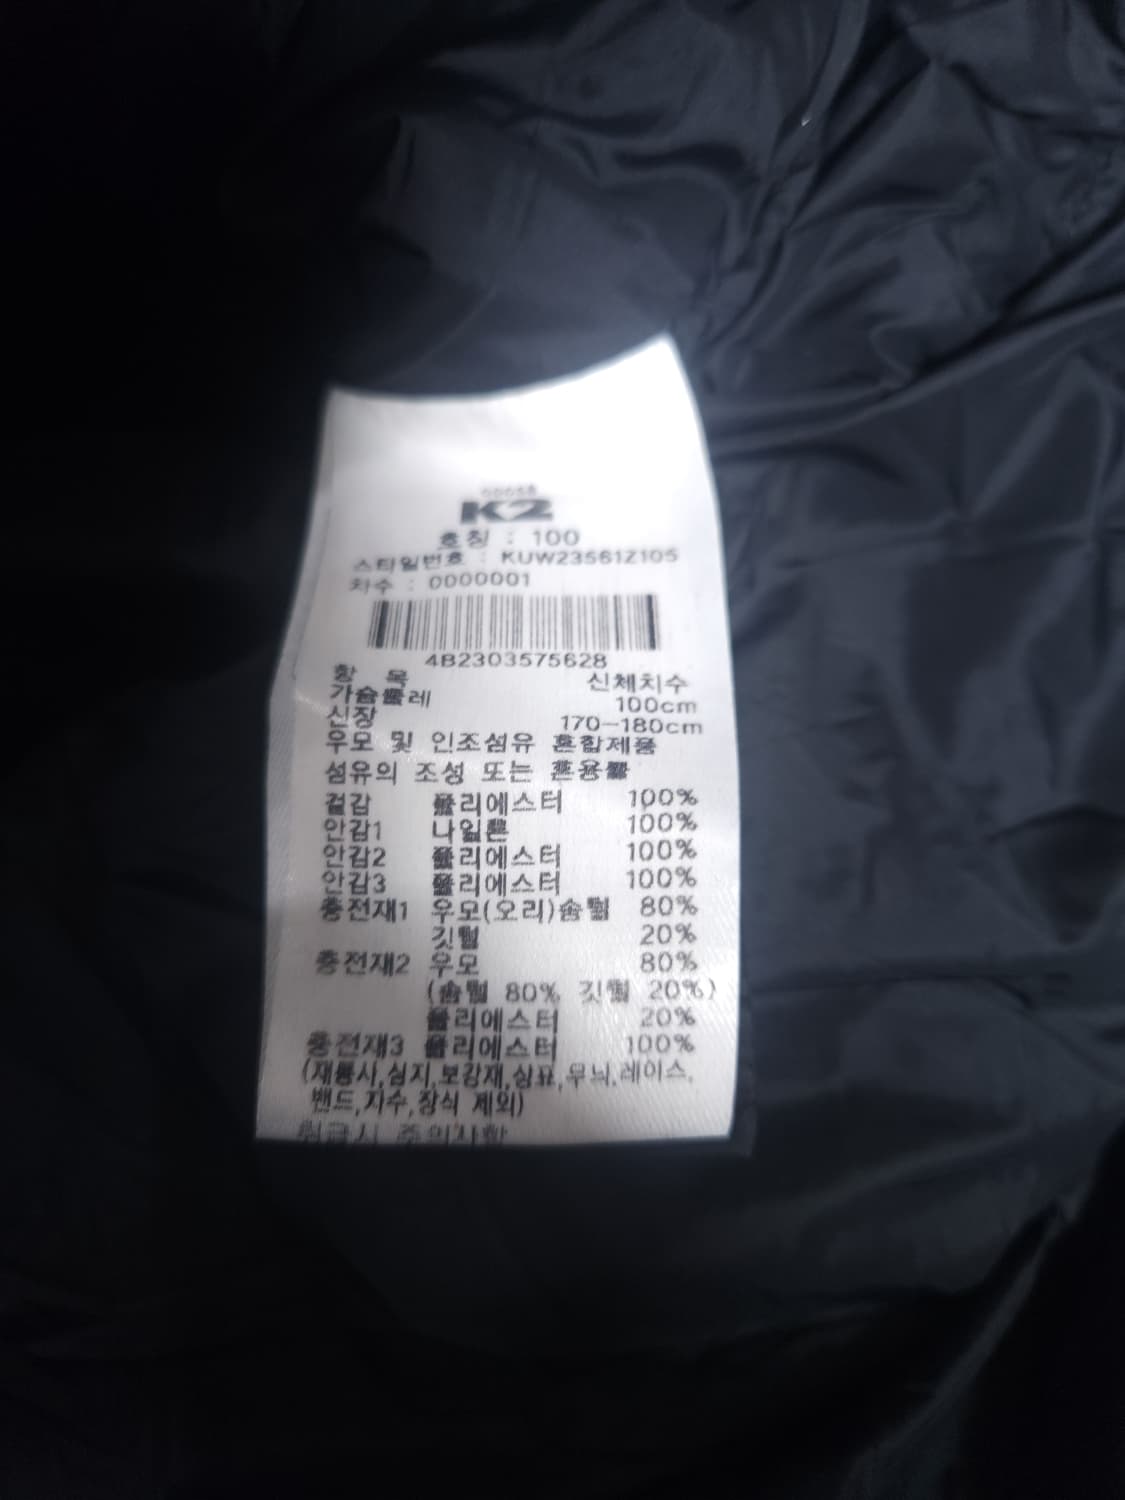 K2
호칭 : 100
스타일번호 : KUW23561Z105
차수 : 0000001
4B2303575628
항 목 신체치수
가슴둘레 100cm
신장 170-180cm
우모 및 인조섬유 혼합제품
섬유의 조성 또는 혼용률
겉감 폴리에스터 100%
안감1 나일론 100%
안감2 폴리에스터 100%
안감3 폴리에스터 100%
충전재1 우모(오리)솜털 80%
깃털 20%
충전재2 우모 80%
(솜털 80% 깃털 20%)
폴리에스터 20%
충전재3 폴리에스터 100%
(재봉사,심지,보강재,상표,무늬,레이스,
밴드,자수,장식 제외)
취급시 주의사항